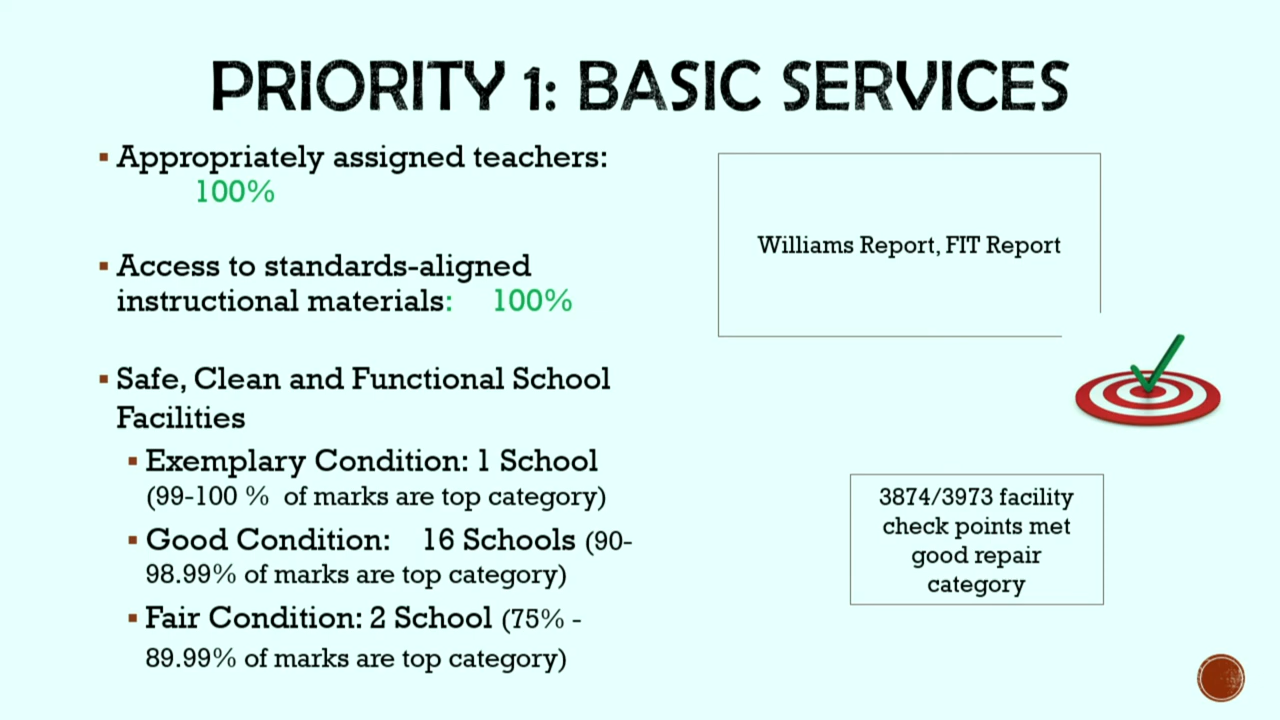 PRIORITY 1: BASIC SERVICES
▪ Appropriately assigned teachers:
100%
▪ Access to standards-aligned
instructional materials: 100%
▪ Safe, Clean and Functional School
Facilities
▪ Exemplary Condition: 1 School
(99-100 % of marks are top category)
▪ Good Condition: 16 Schools (90-
98.99% of marks are top category)
▪ Fair Condition: 2 School (75% -
89.99% of marks are top category)
Williams Report, FIT Report
3874/3973 facility
check points met
good repair
category